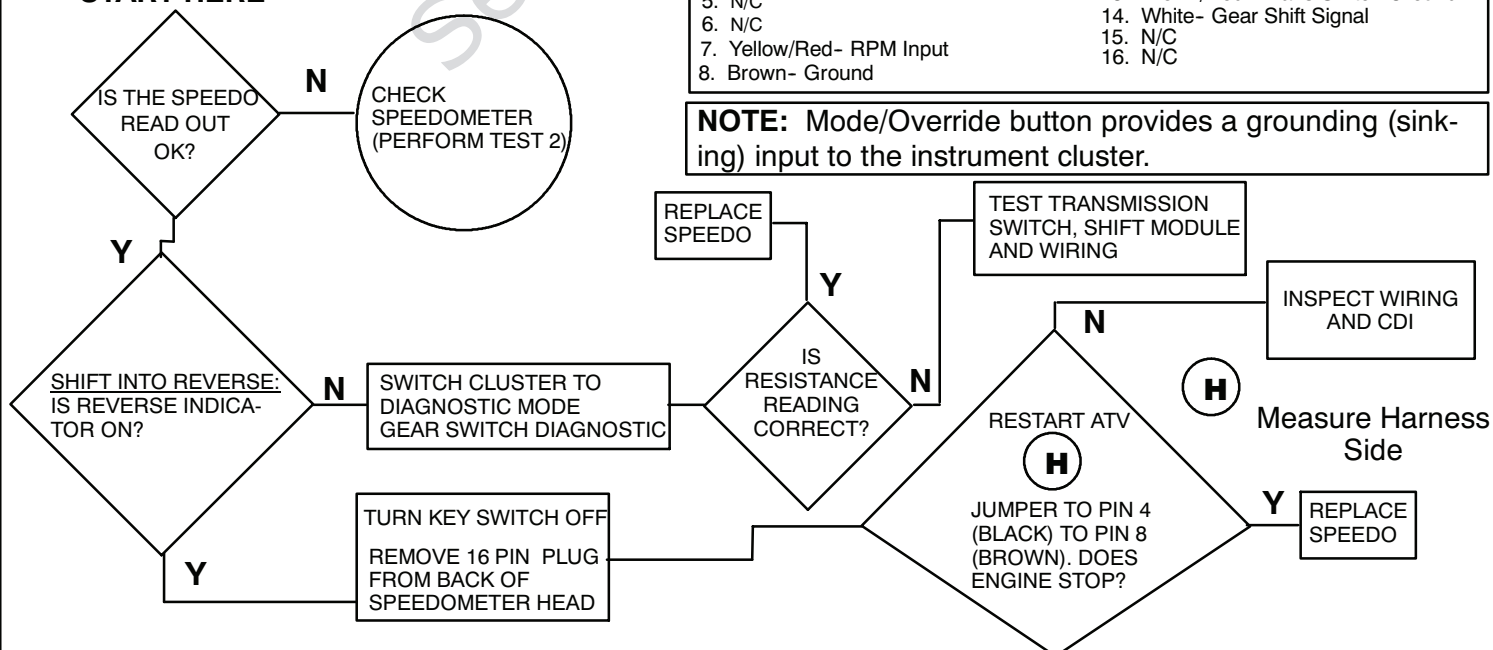 START HERE
5. N/C
6. N/C
7. Yellow/Red- RPM Input
8. Brown- Ground
14. White- Gear Shift Signal
15. N/C
16. N/C
NOTE: Mode/Override button provides a grounding (sink-
ing) input to the instrument cluster.
IS THE SPEEDO
READ OUT
OK?
N
CHECK
SPEEDOMETER
(PERFORM TEST 2)
Y
REPLACE
SPEEDO
Y
TEST TRANSMISSION
SWITCH, SHIFT MODULE
AND WIRING
INSPECT WIRING
AND CDI
N
SHIFT INTO REVERSE:
IS REVERSE INDICA-
TOR ON?
N
SWITCH CLUSTER TO
DIAGNOSTIC MODE
GEAR SWITCH DIAGNOSTIC
IS
RESISTANCE
READING
CORRECT?
N
RESTART ATV
H
JUMPER TO PIN 4
(BLACK) TO PIN 8
(BROWN). DOES
ENGINE STOP?
H
Measure Harness
Side
Y
REPLACE
SPEEDO
Y
TURN KEY SWITCH OFF
REMOVE 16 PIN PLUG
FROM BACK OF
SPEEDOMETER HEAD